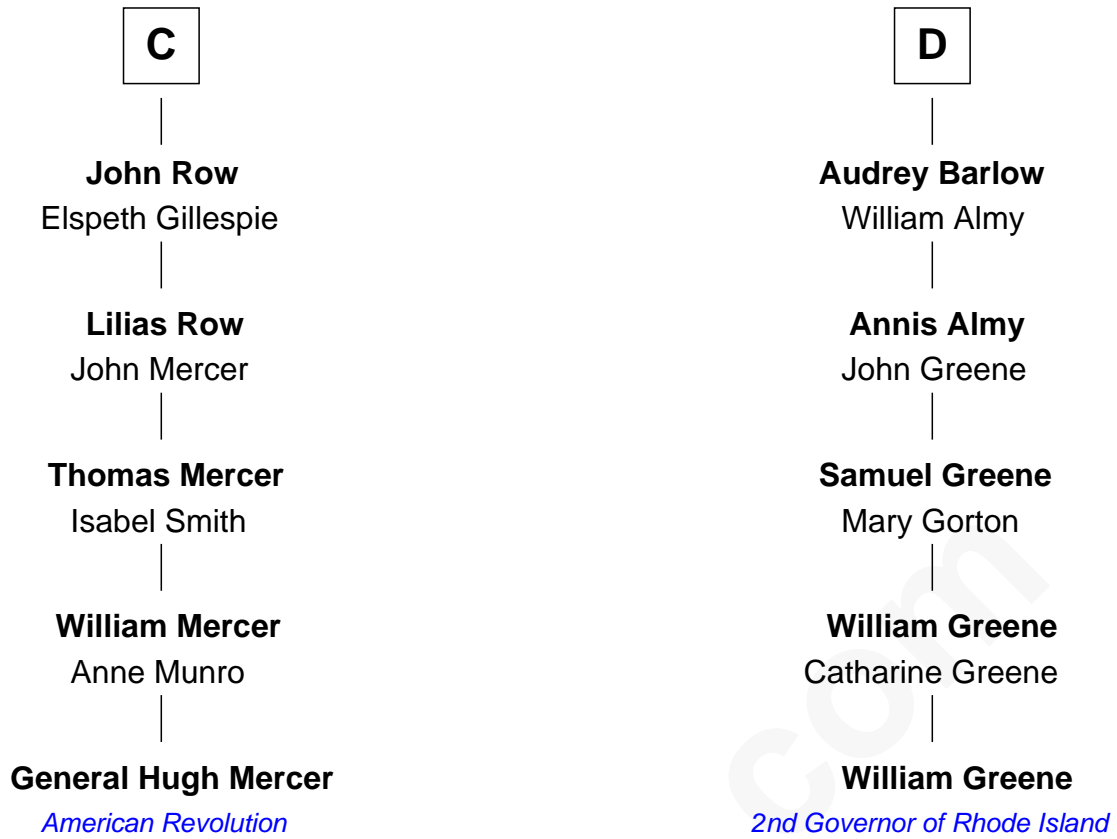 C
John Row
Elspeth Gillespie
Lilias Row
John Mercer
Thomas Mercer
Isabel Smith
William Mercer
Anne Munro
General Hugh Mercer
American Revolution
D
Audrey Barlow
William Almy
Annis Almy
John Greene
Samuel Greene
Mary Gorton
William Greene
Catharine Greene
William Greene
2nd Governor of Rhode Island
com